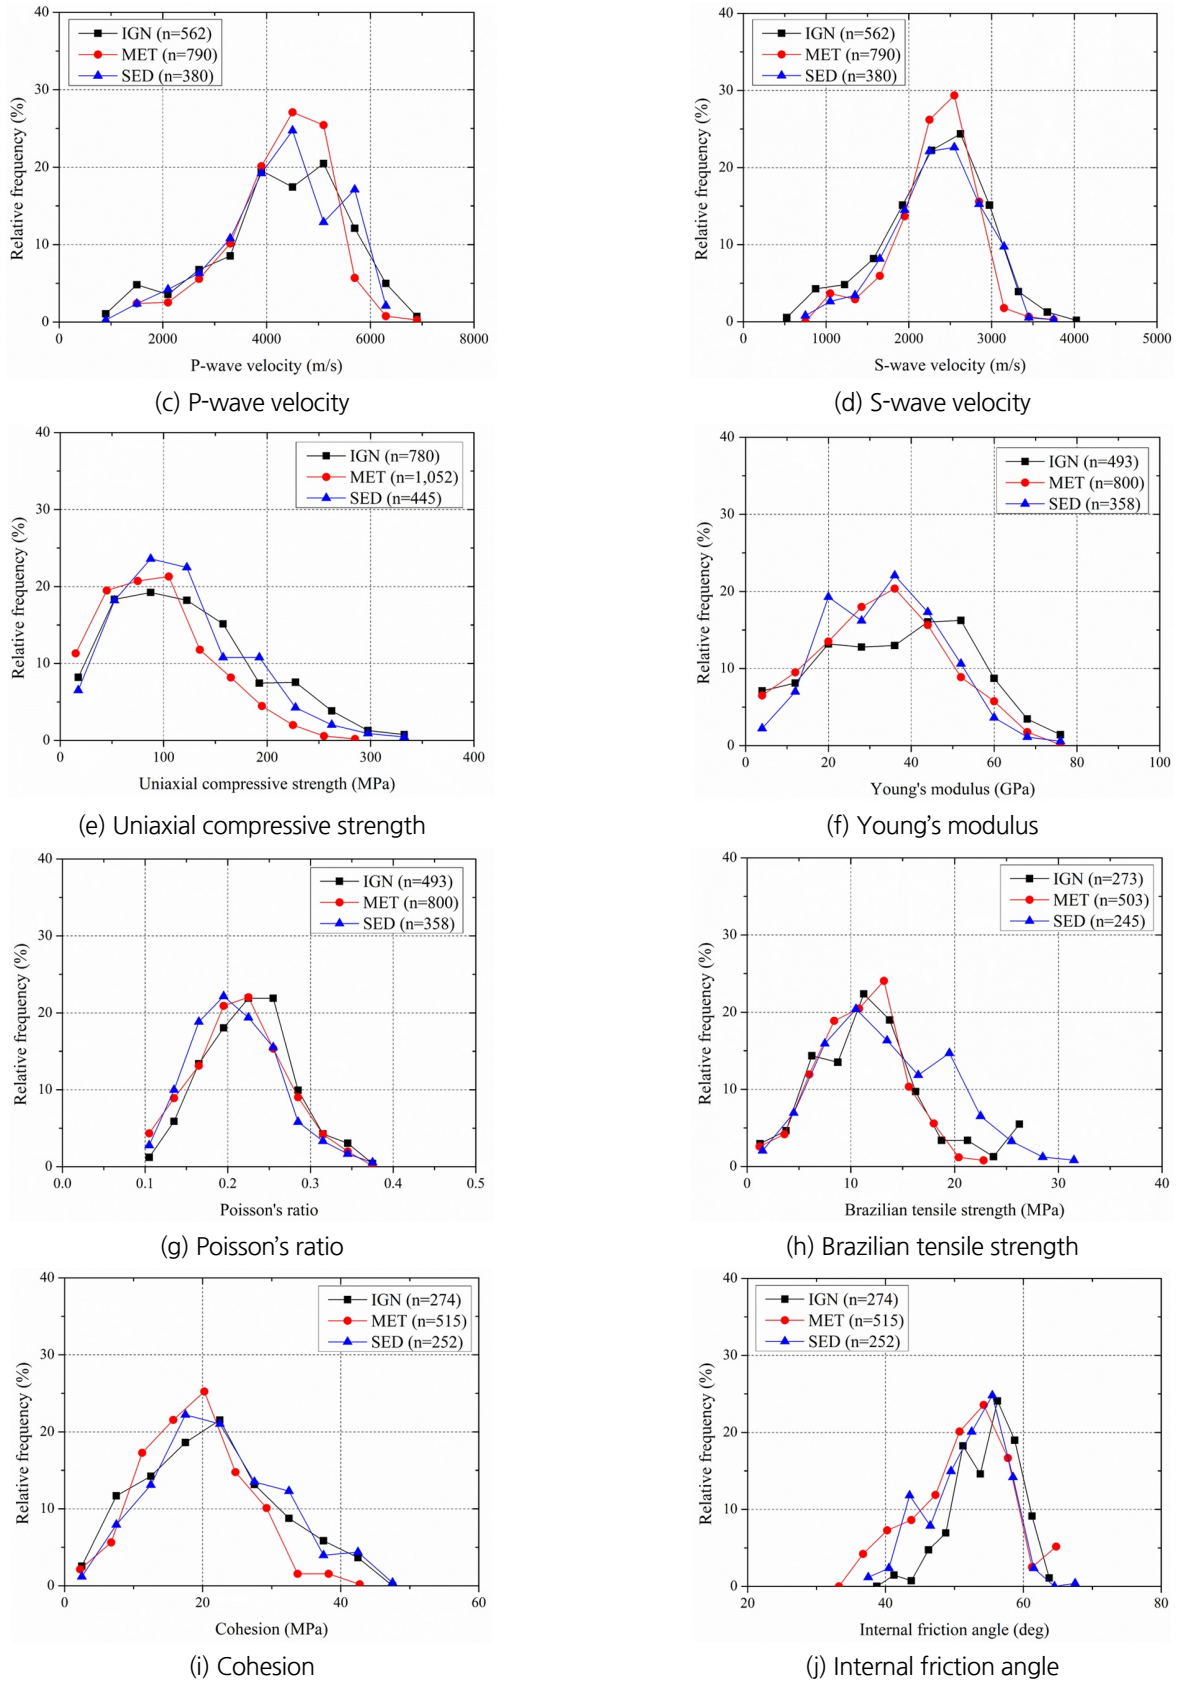 IGN (n=562)
MET (n=790)
SED (n=380)
Relative frequency (%)
40
30
20
10
0
0 2000 4000 6000 8000
P-wave velocity (m/s)
(c) P-wave velocity
IGN (n=562)
MET (n=790)
SED (n=380)
Relative frequency (%)
40
30
20
10
0
0 1000 2000 3000 4000 5000
S-wave velocity (m/s)
(d) S-wave velocity
IGN (n=780)
MET (n=1,052)
SED (n=445)
Relative frequency (%)
40
30
20
10
0
0 100 200 300 400
Uniaxial compressive strength (MPa)
(e) Uniaxial compressive strength
IGN (n=493)
MET (n=800)
SED (n=358)
Relative frequency (%)
40
30
20
10
0
0 20 40 60 80 100
Young's modulus (GPa)
(f) Young’s modulus
IGN (n=493)
MET (n=800)
SED (n=358)
Relative frequency (%)
40
30
20
10
0
0.0 0.1 0.2 0.3 0.4 0.5
Poisson's ratio
(g) Poisson’s ratio
IGN (n=273)
MET (n=503)
SED (n=245)
Relative frequency (%)
40
30
20
10
0
0 10 20 30 40
Brazilian tensile strength (MPa)
(h) Brazilian tensile strength
IGN (n=274)
MET (n=515)
SED (n=252)
Relative frequency (%)
40
30
20
10
0
0 20 40 60
Cohesion (MPa)
(i) Cohesion
IGN (n=274)
MET (n=515)
SED (n=252)
Relative frequency (%)
40
30
20
10
0
20 40 60 80
Internal friction angle (deg)
(j) Internal friction angle